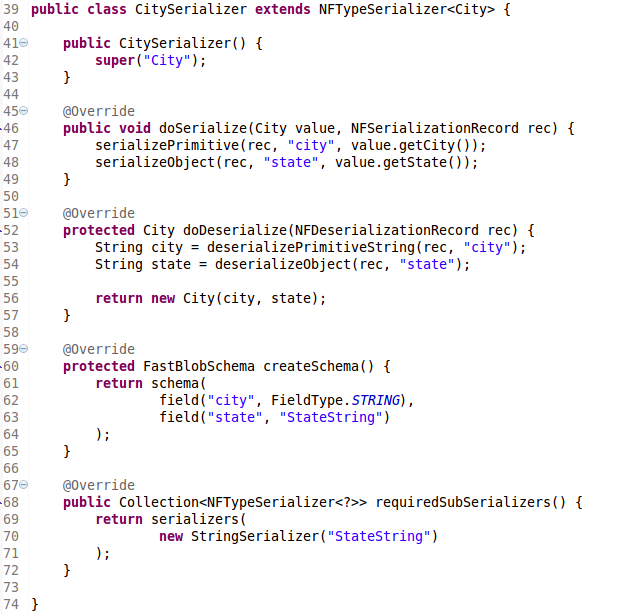 39 public class CitySerializer extends NFTypeSerializer<City> {
40
41 public CitySerializer() {
42 super("City");
43 }
44
45 @Override
46 public void doSerialize(City value, NFSerializationRecord rec) {
47 serializePrimitive(rec, "city", value.getCity());
48 serializeObject(rec, "state", value.getState());
49 }
50
51 @Override
52 protected City doDeserialize(NFDeserializationRecord rec) {
53 String city = deserializePrimitiveString(rec, "city");
54 String state = deserializeObject(rec, "state");
55
56 return new City(city, state);
57 }
58
59 @Override
60 protected FastBlobSchema createSchema() {
61 return schema(
62 field("city", FieldType.STRING),
63 field("state", "StateString")
64 );
65 }
66
67 @Override
68 public Collection<NFTypeSerializer<?>> requiredSubSerializers() {
69 return serializers(
70 new StringSerializer("StateString")
71 );
72 }
73
74 }